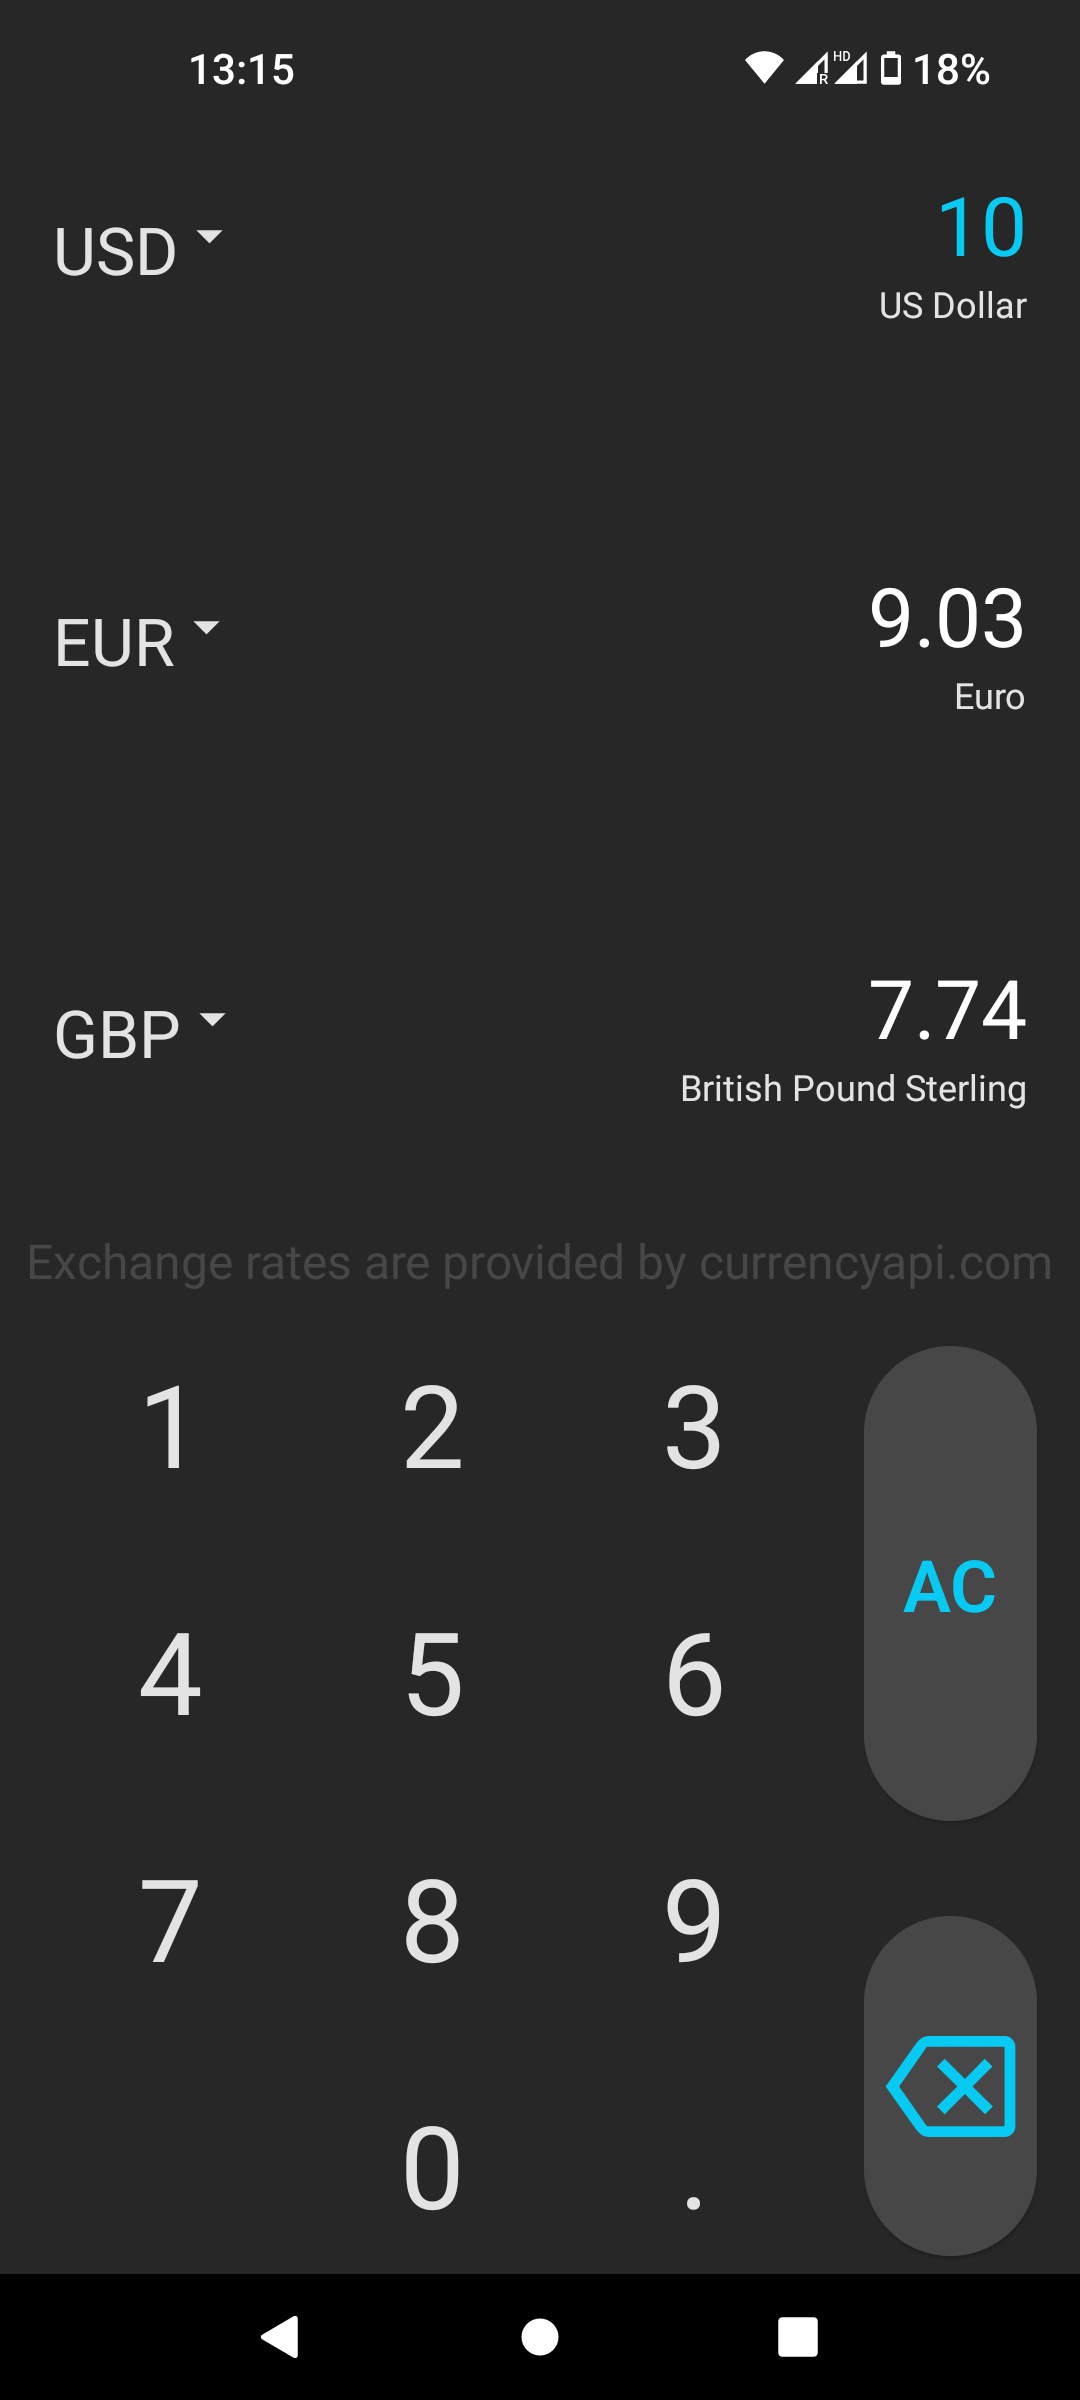 13:15
R
HD
18%
USD
10
US Dollar
EUR
9.03
Euro
GBP
7.74
British Pound Sterling
Exchange rates are provided by currencyapi.com
1 2 3
AC
4 5 6
7 8 9
0 .